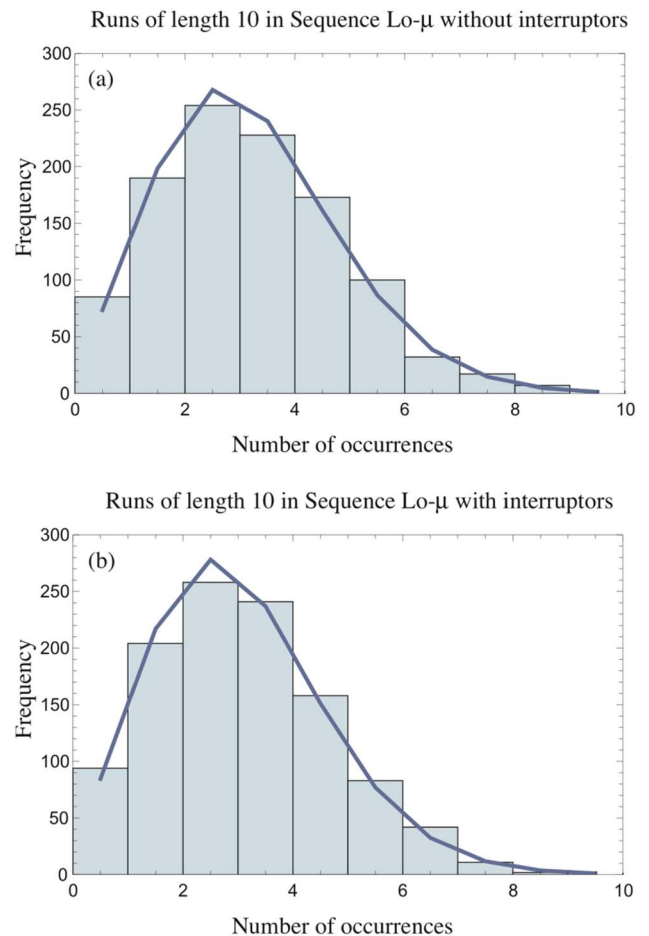 Runs of length 10 in Sequence Lo-μ without interruptors
(a)
300
250
200
150
100
50
0
Frequency
0 2 4 6 8 10
Number of occurrences
Runs of length 10 in Sequence Lo-μ with interruptors
(b)
300
250
200
150
100
50
0
Frequency
0 2 4 6 8 10
Number of occurrences